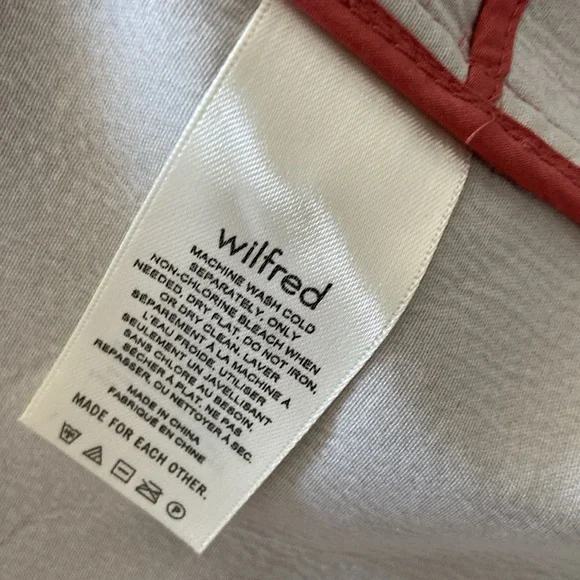 wilfred
MACHINE WASH COLD
SEPARATELY, ONLY
NON-CHLORINE BLEACH WHEN
NEEDED, DRY FLAT, DO NOT IRON,
OR DRY CLEAN. LAVER
SEPARÉMENT À LA MACHINE À
L'EAU FROIDE. UTILISER
SEULEMENT UN JAVELLISANT
SANS CHLORE AU BESOIN.
SÉCHER À PLAT. NE PAS
REPASSER, OU NETTOYER À SEC.
MADE IN CHINA
FABRIQUÉ EN CHINE
MADE FOR EACH OTHER.
P